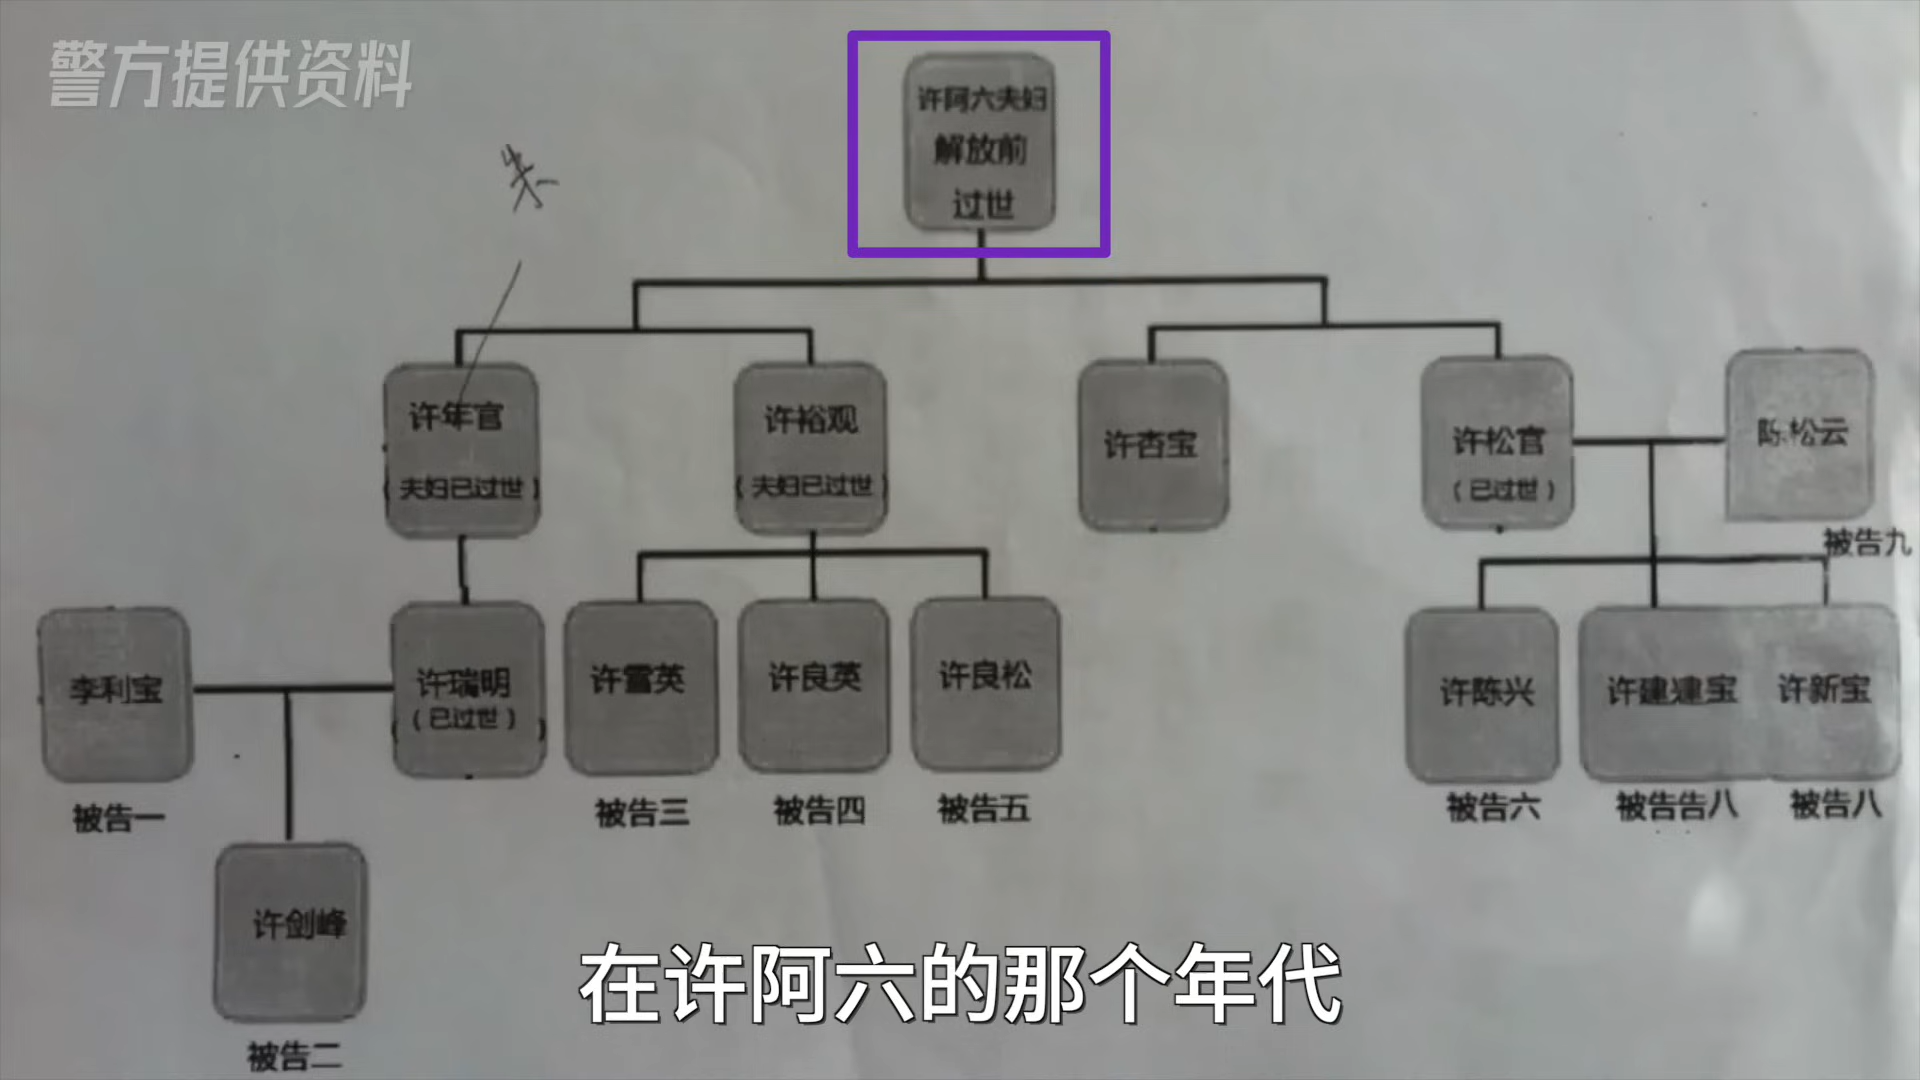 警方提供资料
许阿六夫妇
解放前
过世
许年官
（夫妇已过世）
许裕观
（夫妇已过世）
许杏宝
许松官
（已过世）
陈松云
被告九
李利宝
被告一
许瑞明
（已过世）
许雪英
被告三
许良英
被告四
许良松
被告五
许陈兴
被告六
许建建宝
被告告八
许新宝
被告八
许剑峰
被告二
在许阿六的那个年代